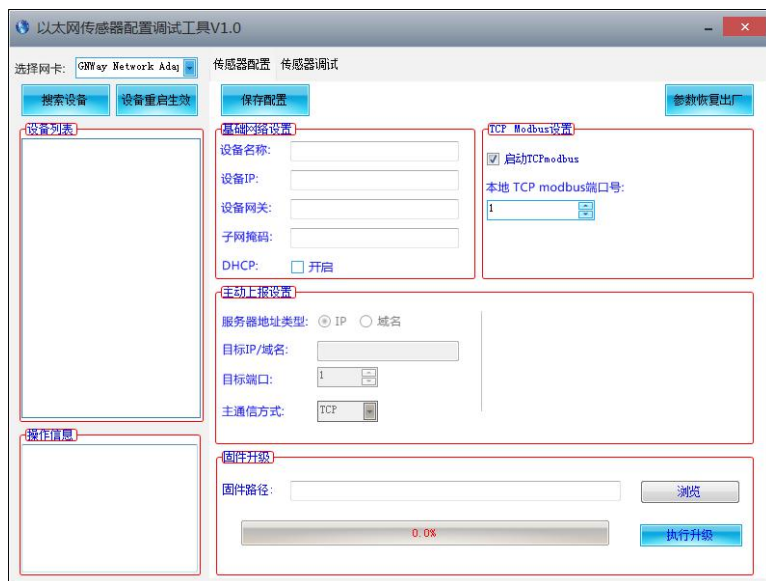 以太网传感器配置调试工具V1.0
选择网卡: GNWay Network Adap
传感器配置 传感器调试
搜索设备 设备重启生效 保存配置 参数恢复出厂
设备列表
基础网络设置
设备名称:
设备IP:
设备网关:
子网掩码:
DHCP: 开启
TCP Modbus设置
启动TCPmodbus
本地 TCP modbus端口号:
1
主动上报设置
服务器地址类型: IP 域名
目标IP/域名:
目标端口: 1
主通信方式: TCP
操作信息
固件升级
固件路径: 浏览
0.0% 执行升级